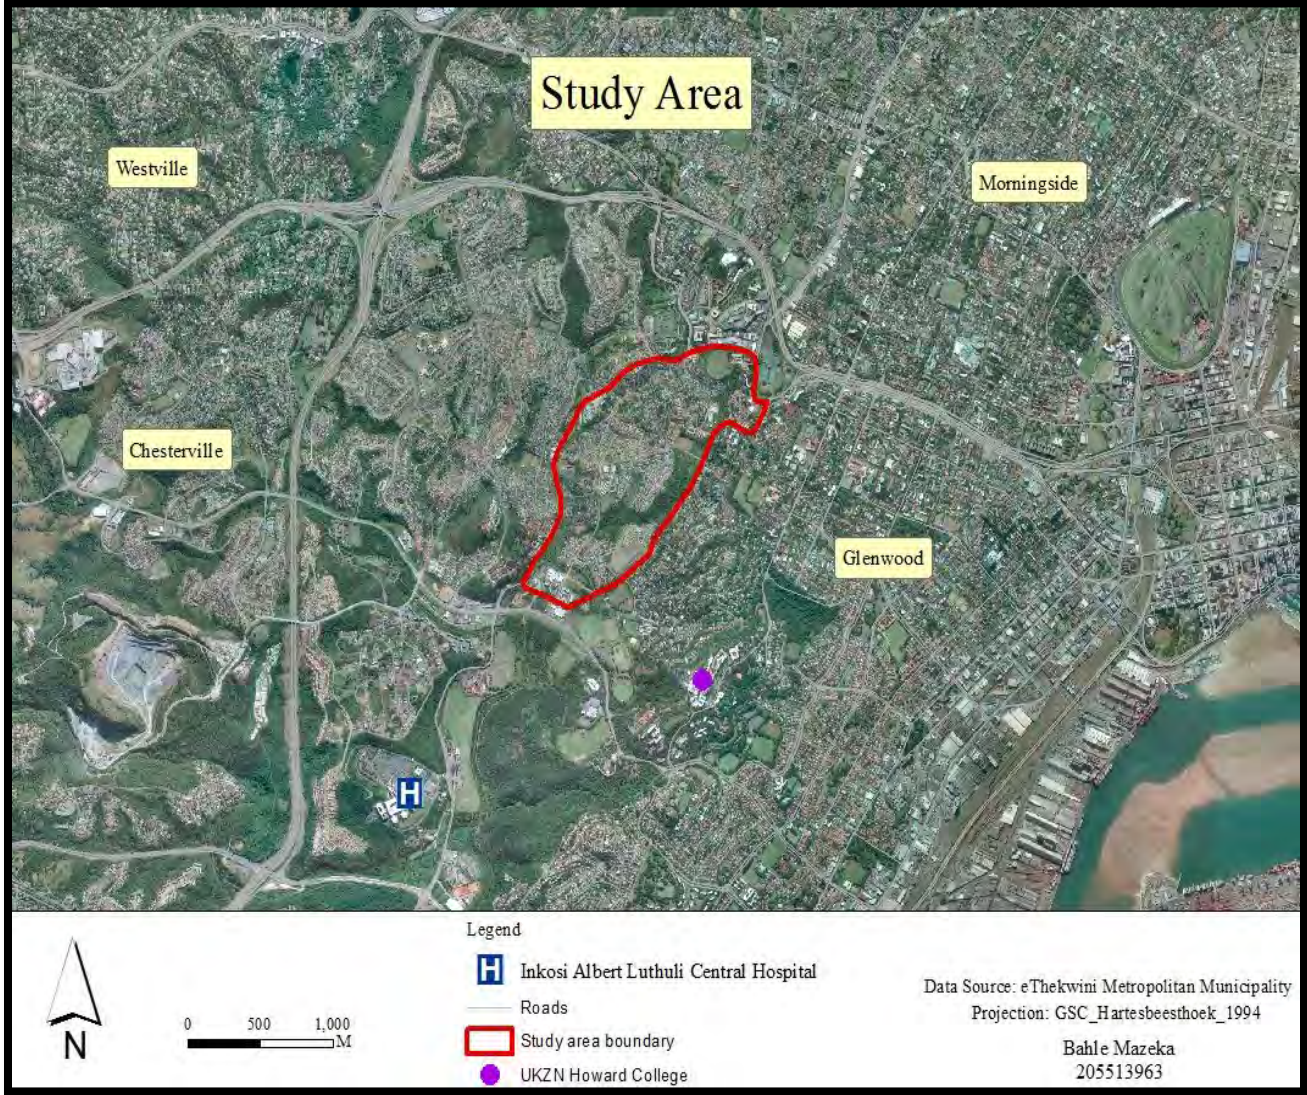 Study Area
Westville
Morningside
Chesterville
Glenwood
H
Legend
H Inkosi Albert Luthuli Central Hospital
Roads
Study area boundary
UKZN Howard College
N
0 500 1,000
M
Data Source: eThekwini Metropolitan Municipality
Projection: GSC_Hartesbeesthoek_1994
Bahle Mazeka
205513963